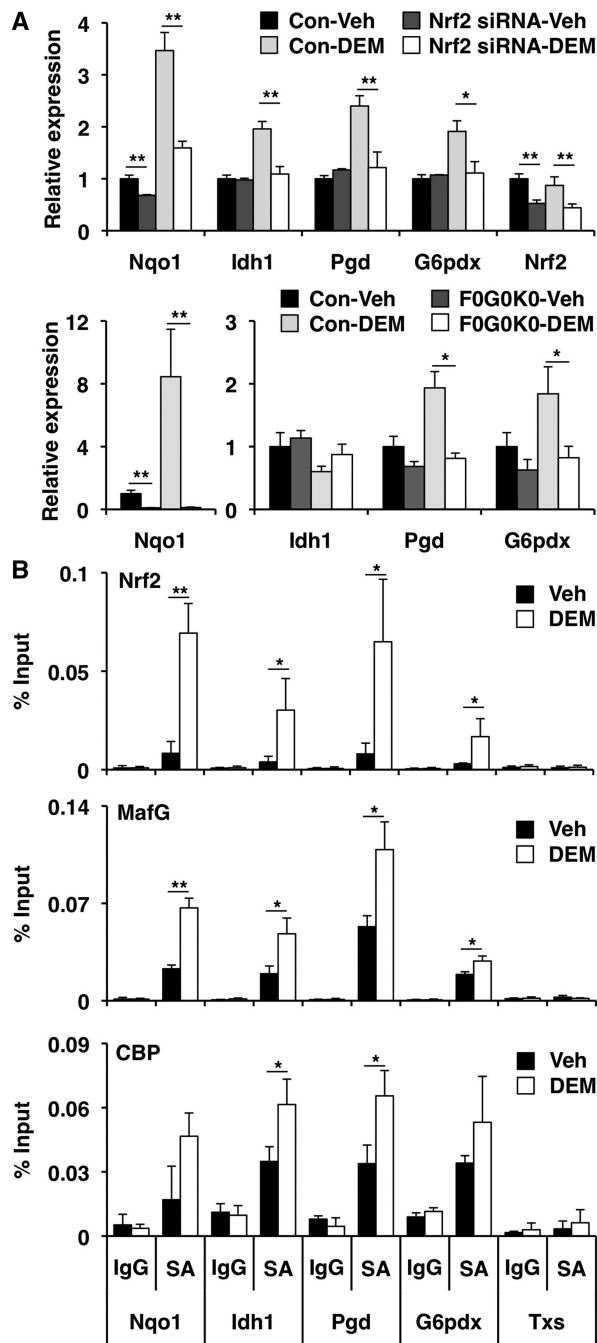 A
Con-Veh Nrf2 siRNA-Veh
Con-DEM Nrf2 siRNA-DEM
Relative expression
4
3
2
1
0
** ** ** ** * ** **
Nqo1 Idh1 Pgd G6pdx Nrf2
Con-Veh F0G0K0-Veh
Con-DEM F0G0K0-DEM
Relative expression
12
8
4
0
** **
Nqo1
3
2
1
0
* *
Idh1 Pgd G6pdx
B
Nrf2
Veh
DEM
% Input
0.1
0.05
0
** * * *
MafG
Veh
DEM
% Input
0.14
0.07
0
** * * *
CBP
Veh
DEM
% Input
0.09
0.06
0.03
0
* *
IgG SA IgG SA IgG SA IgG SA IgG SA
Nqo1 Idh1 Pgd G6pdx Txs